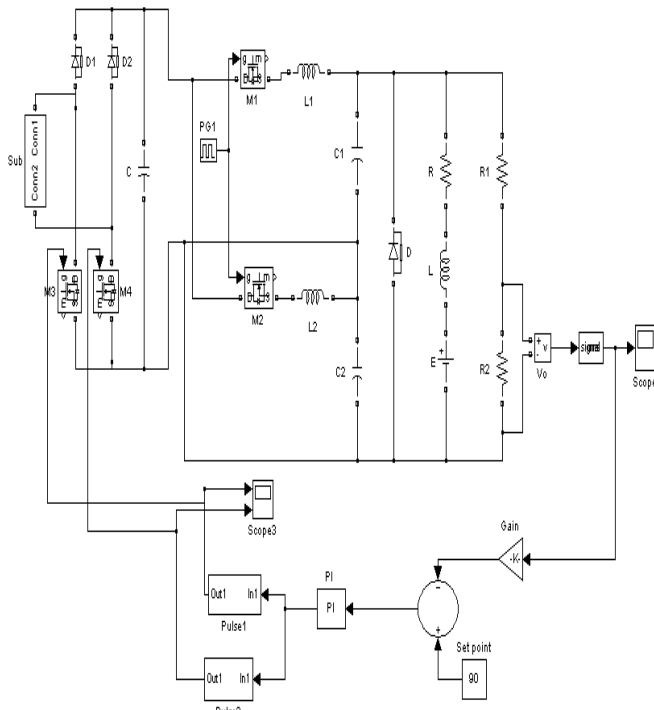 D1
D2
Sub
Conn1
Conn2
C
g m
D S
M1
L1
PG1
C1
R
R1
M3
M4
g m
D S
M2
L2
D
L
C2
E
R2
+ v
-
Vo
signal
Scope
Scope3
Gain
-K-
PI
PI
Out1 In1
Pulse1
Out1 In1
−
+
Set point
90